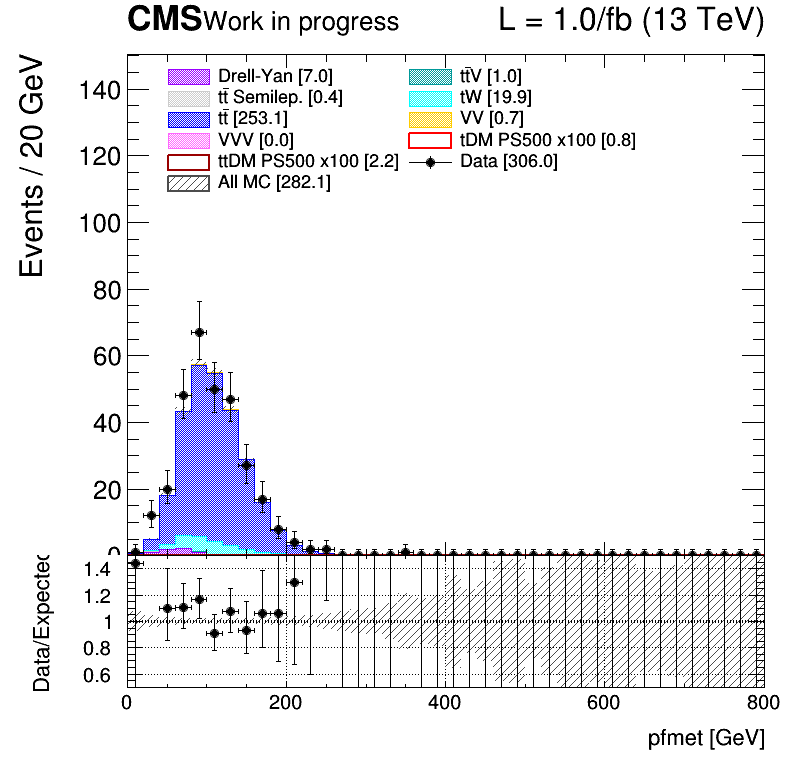 CMS Work in progress L = 1.0/fb (13 TeV)
Events / 20 GeV
140
120
100
80
60
40
20
0
Drell-Yan [7.0] tt̄V [1.0]
tt̄ Semilep. [0.4] tW [19.9]
tt̄ [253.1] VV [0.7]
VVV [0.0] tDM PS500 x100 [0.8]
ttDM PS500 x100 [2.2] Data [306.0]
All MC [282.1]
Data/Expected
1.4
1.2
1
0.8
0.6
0 200 400 600 800
pfmet [GeV]